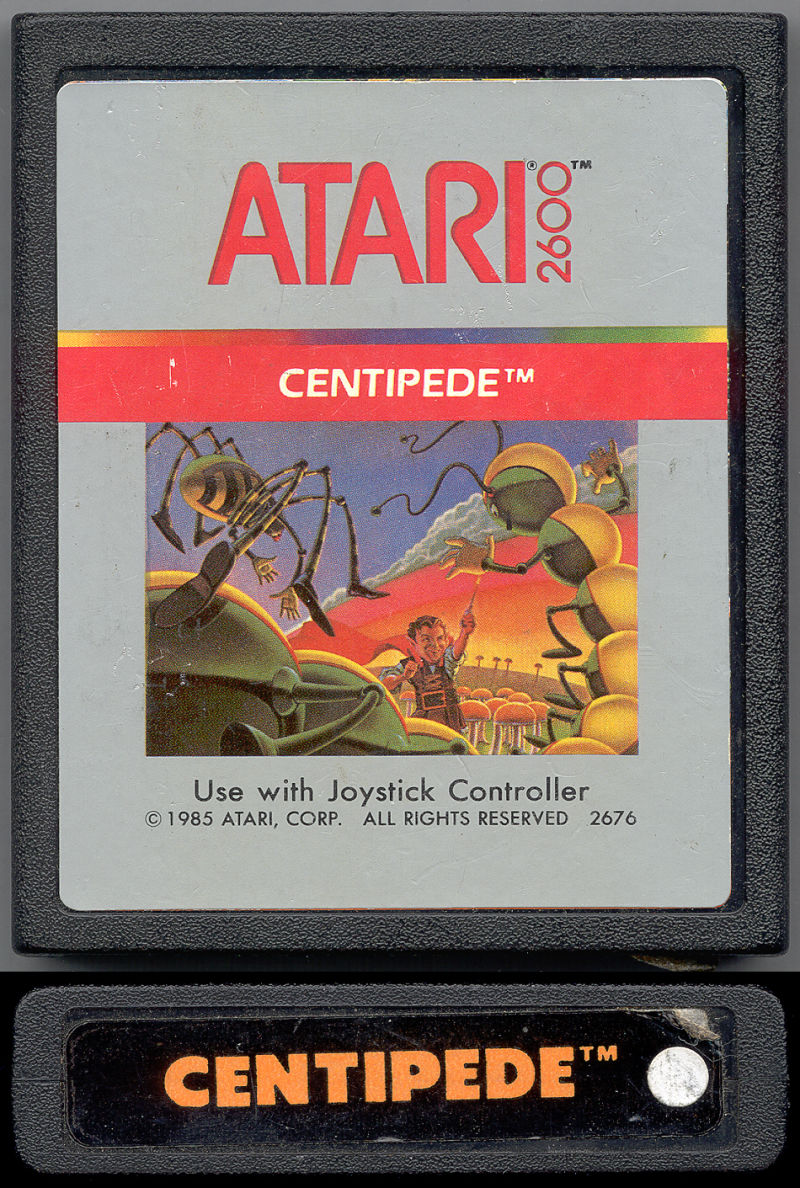 ATARI® 2600™
CENTIPEDE™
Use with Joystick Controller
© 1985 ATARI, CORP. ALL RIGHTS RESERVED 2676
CENTIPEDE™